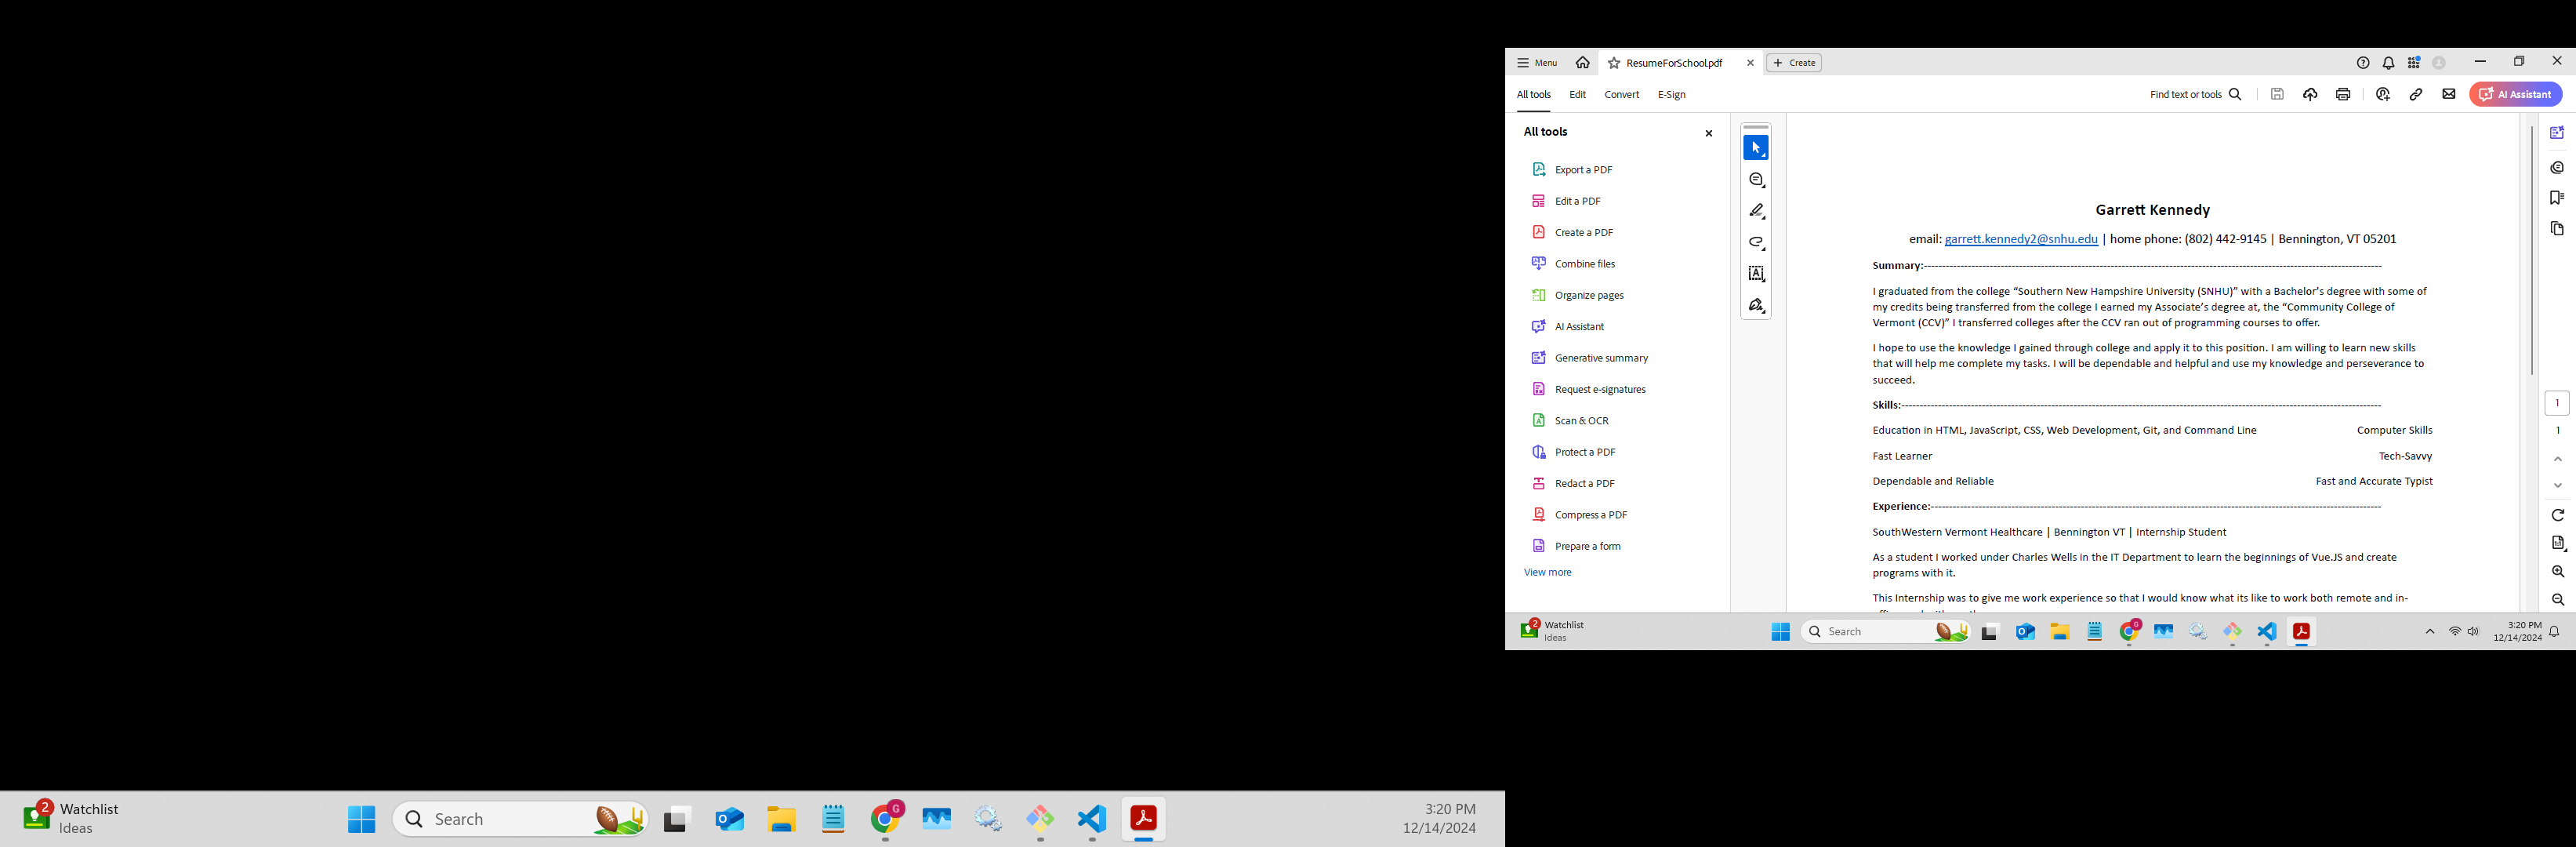 Menu
ResumeForSchool.pdf
Create
All tools
Edit
Convert
E-Sign
Find text or tools
AI Assistant
All tools
Export a PDF
Edit a PDF
Create a PDF
Combine files
Organize pages
AI Assistant
Generative summary
Request e-signatures
Scan & OCR
Protect a PDF
Redact a PDF
Compress a PDF
Prepare a form
View more
Garrett Kennedy
email: garrett.kennedy2@snhu.edu | home phone: (802) 442-9145 | Bennington, VT 05201
Summary:-----------------------------------------------------------------------------------------------------------------------------
I graduated from the college “Southern New Hampshire University (SNHU)” with a Bachelor’s degree with some of
my credits being transferred from the college I earned my Associate’s degree at, the “Community College of
Vermont (CCV)” I transferred colleges after the CCV ran out of programming courses to offer.
I hope to use the knowledge I gained through college and apply it to this position. I am willing to learn new skills
that will help me complete my tasks. I will be dependable and helpful and use my knowledge and perseverance to
succeed.
Skills:-----------------------------------------------------------------------------------------------------------------------------------
Education in HTML, JavaScript, CSS, Web Development, Git, and Command Line Computer Skills
Fast Learner Tech-Savvy
Dependable and Reliable Fast and Accurate Typist
Experience:---------------------------------------------------------------------------------------------------------------------------
SouthWestern Vermont Healthcare | Bennington VT | Internship Student
As a student I worked under Charles Wells in the IT Department to learn the beginnings of Vue.JS and create
programs with it.
This Internship was to give me work experience so that I would know what its like to work both remote and in-
1
1
2
Watchlist
Ideas
Search
G
3:20 PM
12/14/2024
2
Watchlist
Ideas
Search
G
3:20 PM
12/14/2024